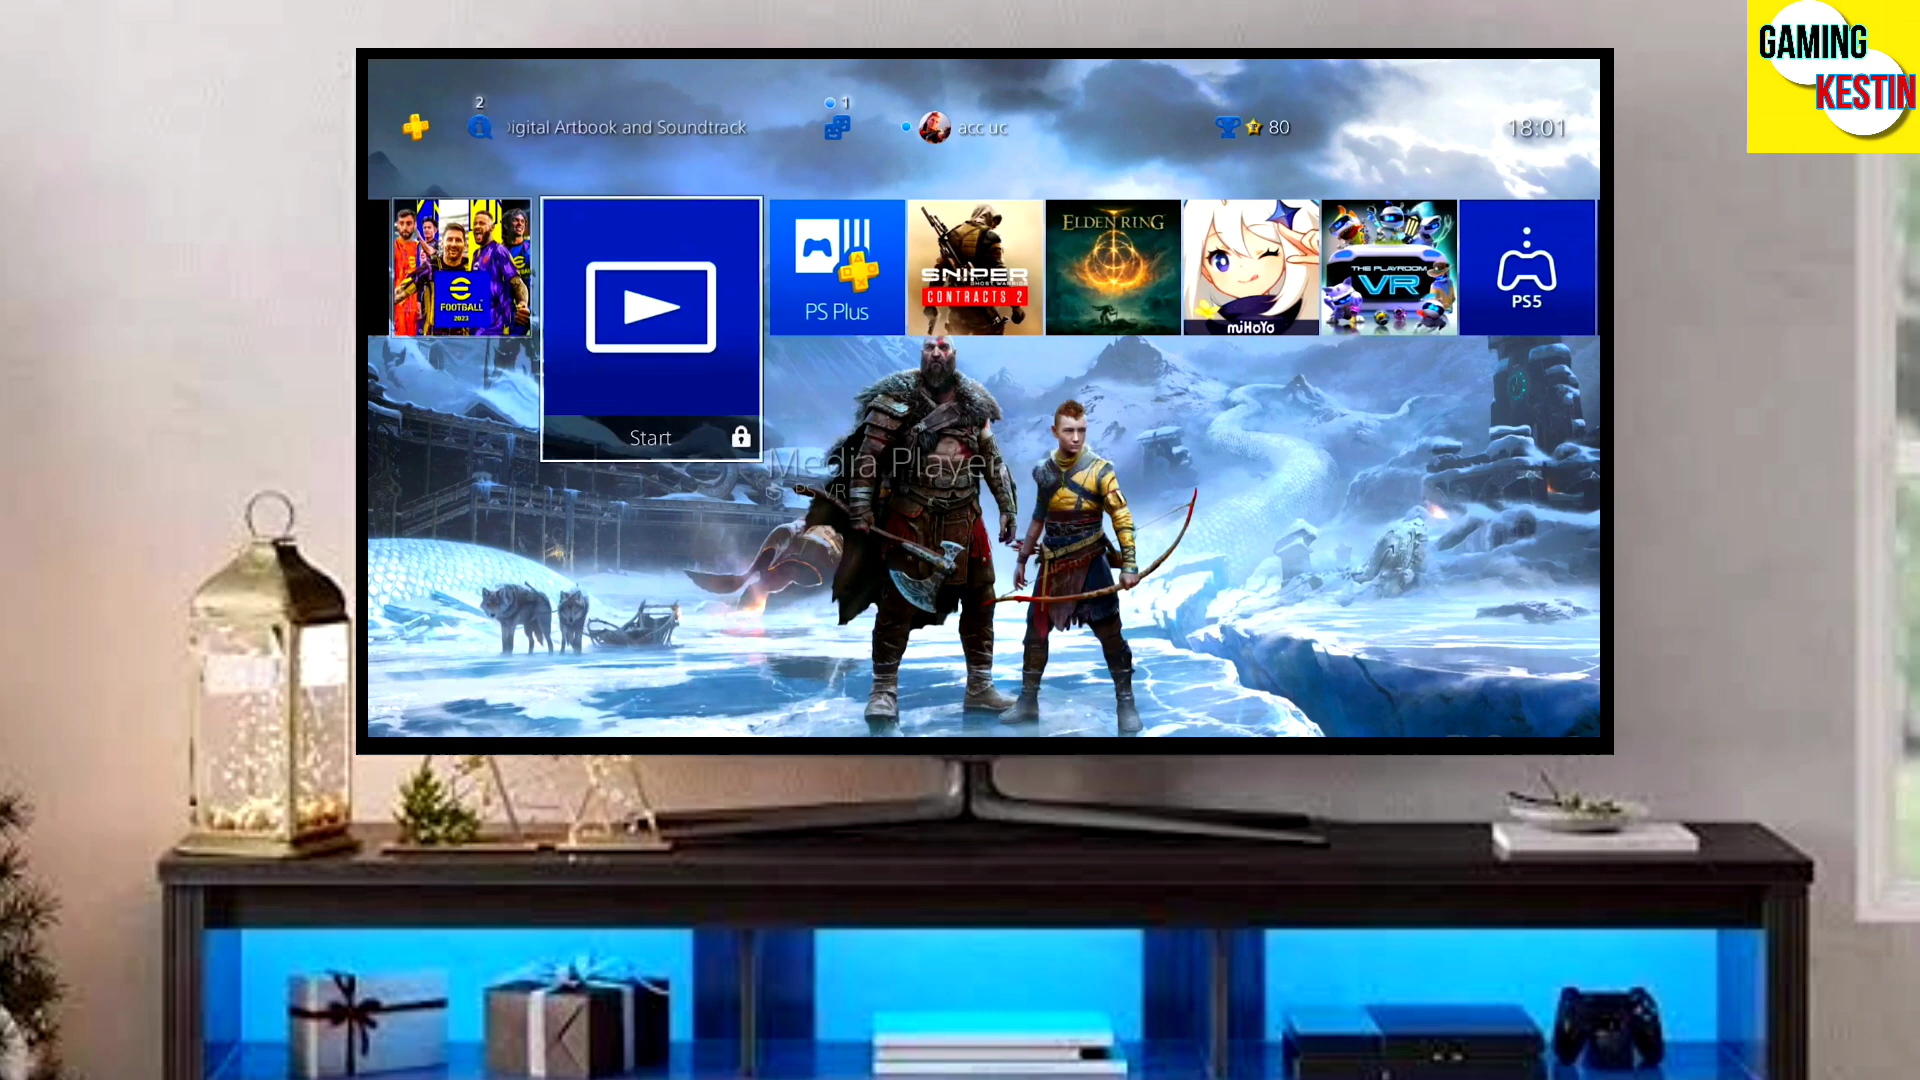 GAMING
KESTIN
2
igital Artbook and Soundtrack
1
acc uc
80
18:01
FOOTBALL
2023
PS Plus
SNIPER
GHOST WARRIOR
CONTRACTS 2
ELDEN RING
miHoYo
THE PLAYROOM
VR
PS5
Start
Media Player
PS VR